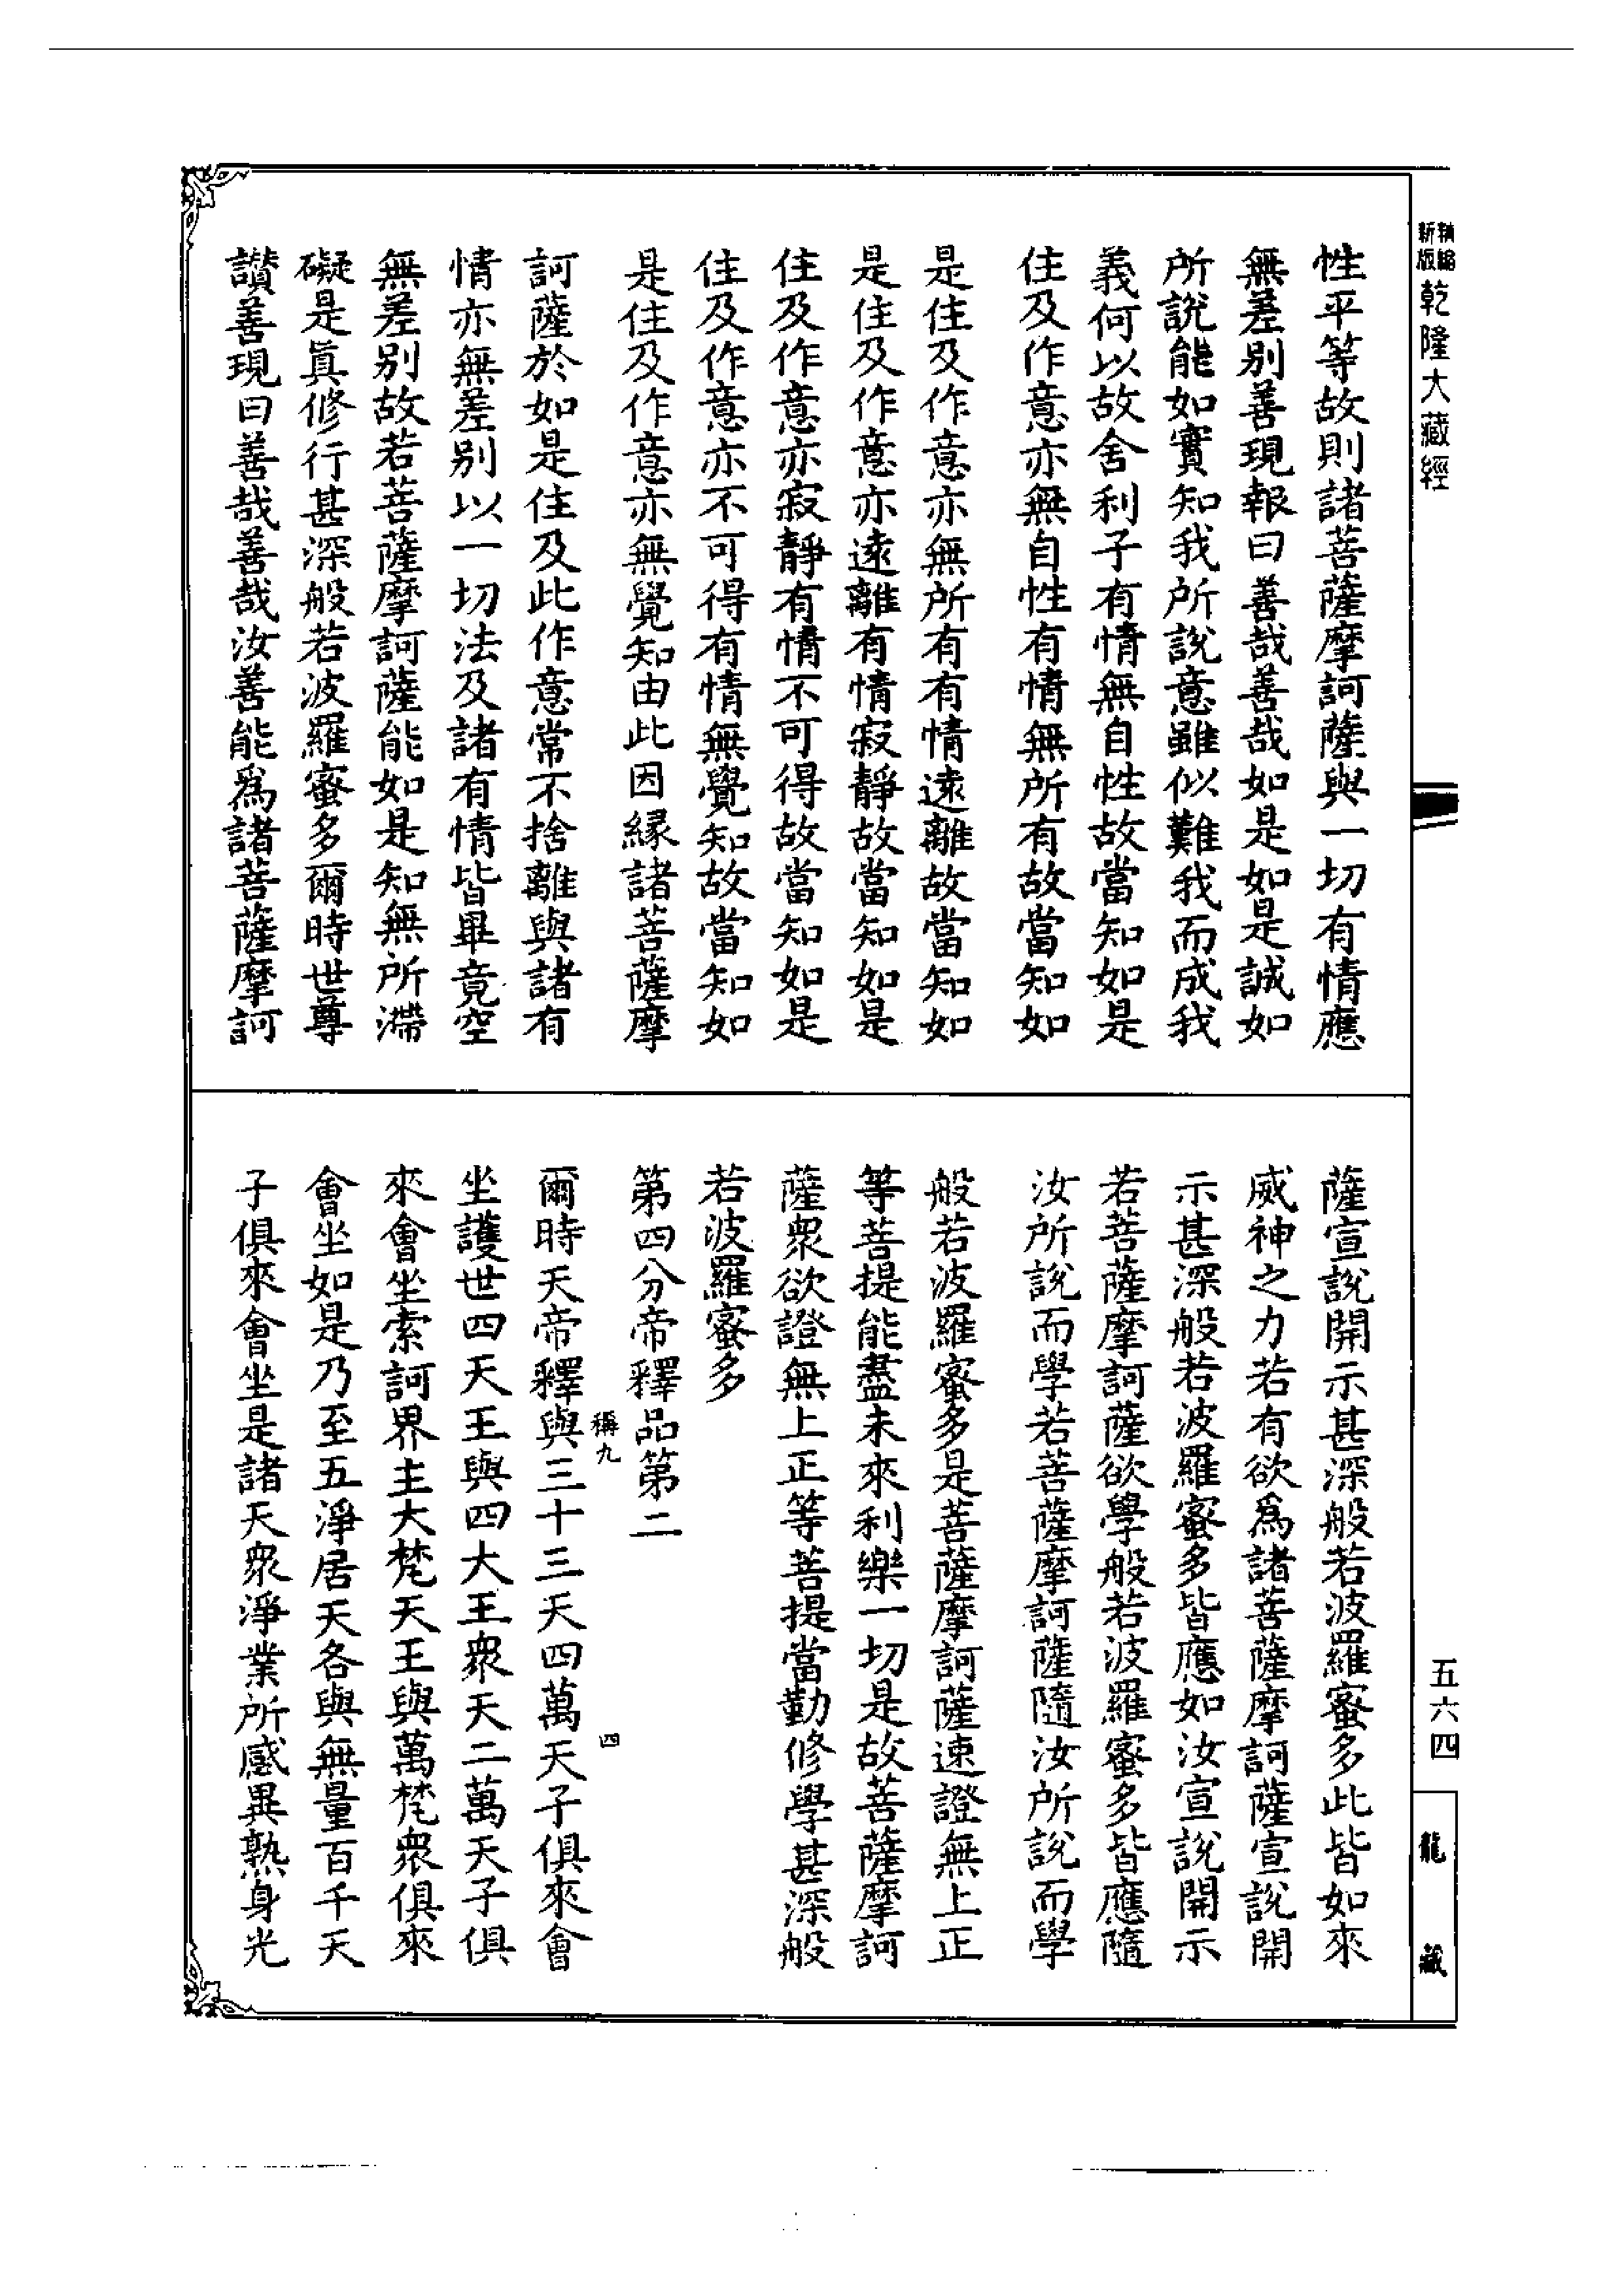 新編
新版
乾隆大藏經
性平等故則諸菩薩摩訶薩與一切有情應
無差別善現報曰善哉善哉如是如是誠如
所說能如實知我所說意雖似難我而成我
義何以故舍利子有情無自性故當知如是
住及作意亦無自性有情無所有故當知如
是住及作意亦無所有有情遠離故當知如
是住及作意亦遠離有情寂靜故當知如是
住及作意亦寂靜有情不可得故當知如是
住及作意亦不可得有情無覺知故當知如
是住及作意亦無覺知由此因緣諸菩薩摩
訶薩於如是住及此作意常不捨離與諸有
情亦無差別以一切法及諸有情皆畢竟空
無差別故若菩薩摩訶薩能如是知無所滯
礙是眞修行甚深般若波羅蜜多爾時世尊
讚善現曰善哉善哉汝善能爲諸菩薩摩訶
薩宣說開示甚深般若波羅蜜多此皆如來
威神之力若有欲爲諸菩薩摩訶薩宣說開
示甚深般若波羅蜜多皆應如汝宣說開示
若菩薩摩訶薩欲學般若波羅蜜多皆應隨
汝所說而學若菩薩摩訶薩隨汝所說而學
般若波羅蜜多是菩薩摩訶薩速證無上正
等菩提能盡未來利樂一切是故菩薩摩訶
薩衆欲證無上正等菩提當勤修學甚深般
若波羅蜜多
第四分帝釋品第二
稱九
四
爾時天帝釋與三十三天四萬天子俱來會
坐護世四天王與四大王衆天二萬天子俱
來會坐索訶界主大梵天王與萬梵衆俱來
會坐如是乃至五淨居天各與無量百千天
子俱來會坐是諸天衆淨業所感異熟身光
五六四
龍藏